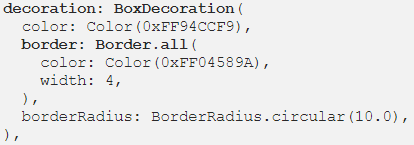 decoration: BoxDecoration(
  color: Color(0xFF94CCF9),
  border: Border.all(
    color: Color(0xFF04589A),
    width: 4,
  ),
  borderRadius: BorderRadius.circular(10.0),
),